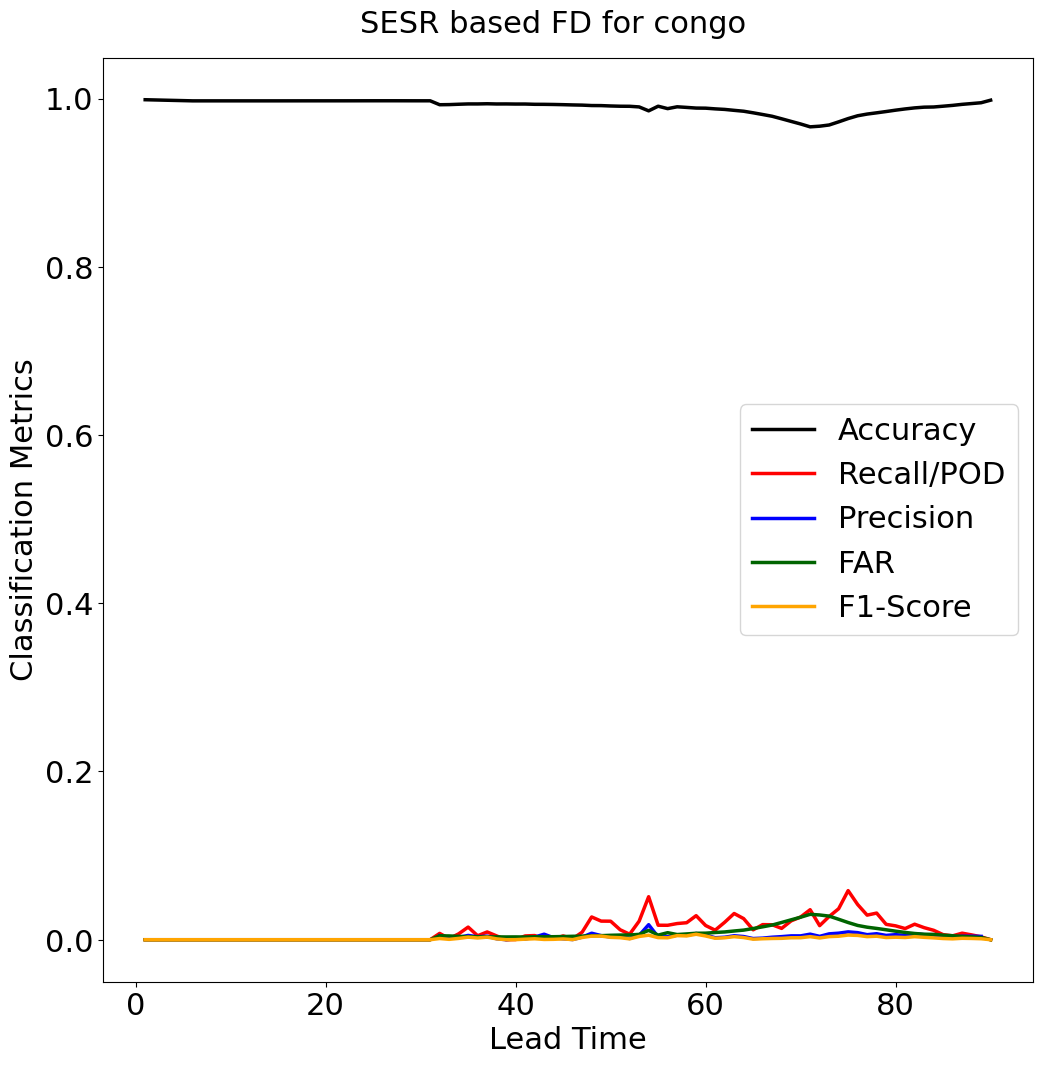 SESR based FD for congo
1.0
0.8
0.6
0.4
0.2
0.0
Classification Metrics
Accuracy
Recall/POD
Precision
FAR
F1-Score
0 20 40 60 80
Lead Time